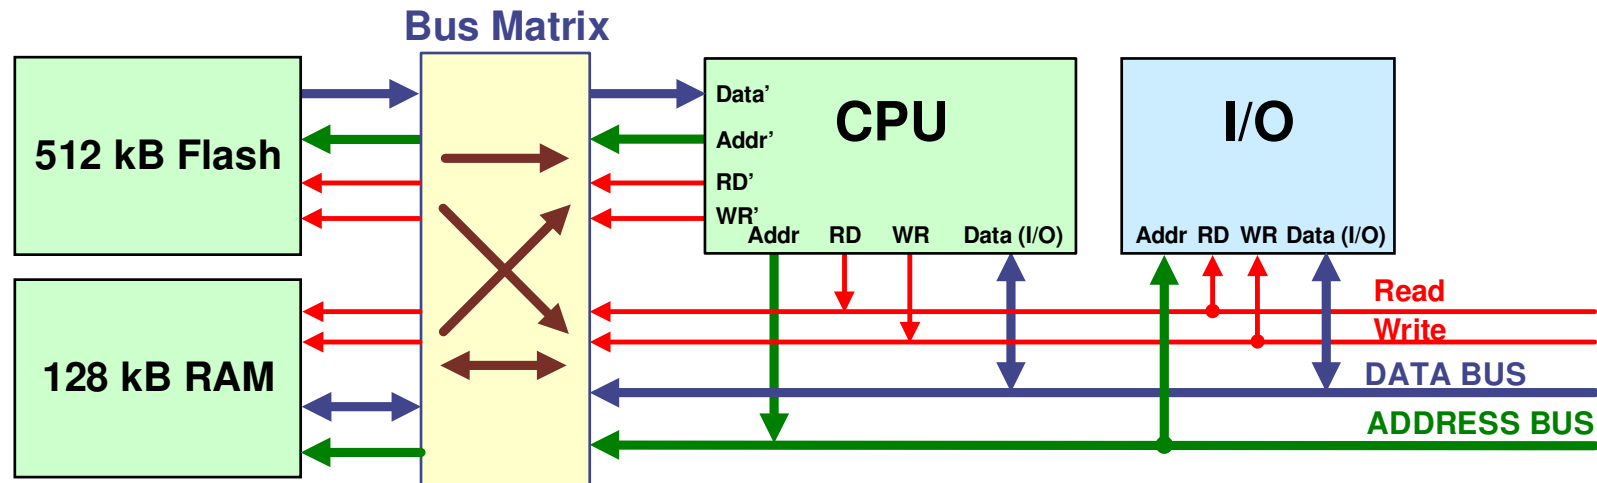 Bus Matrix
512 kB Flash
128 kB RAM
CPU
Data’
Addr’
RD’
WR’
Addr RD WR Data (I/O)
I/O
Addr RD WR Data (I/O)
Read
Write
DATA BUS
ADDRESS BUS